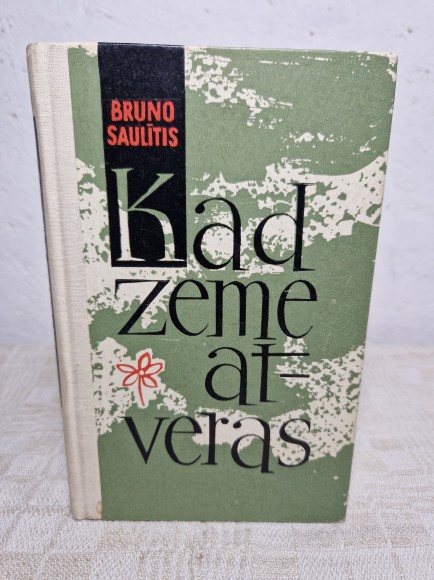 BRUNO
SAULĪTIS
Kad
zeme
at-
veras